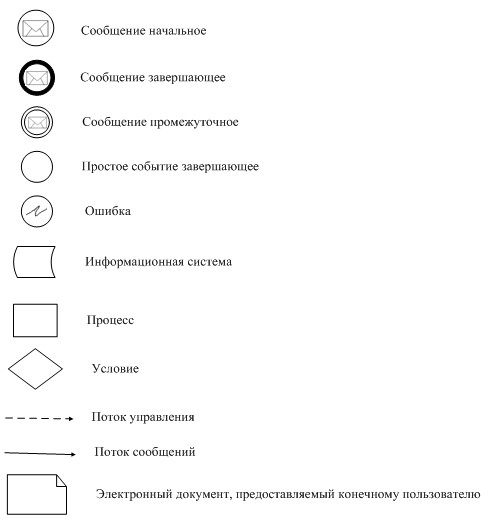 Сообщение начальное
Сообщение завершающее
Сообщение промежуточное
Простое событие завершающее
Ошибка
Информационная система
Процесс
Условие
Поток управления
Поток сообщений
Электронный документ, предоставляемый конечному пользователю